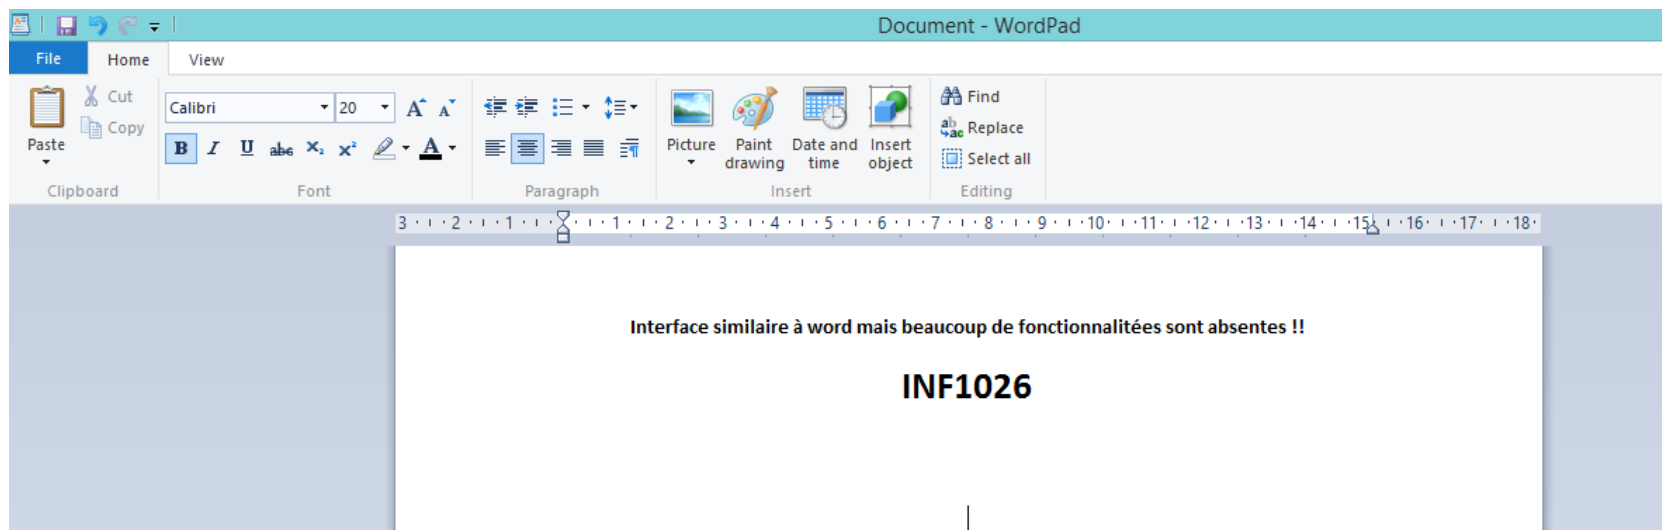 Document - WordPad
File Home View
Cut
Copy
Paste
Clipboard
Calibri 20 A A
B I U abc X₂ X² A
Font
Paragraph
Picture
Paint drawing
Date and time
Insert object
Insert
Find
Replace
Select all
Editing
3 2 1 1 2 3 4 5 6 7 8 9 10 11 12 13 14 15 16 17 18
Interface similaire à word mais beaucoup de fonctionnalitées sont absentes !!
INF1026